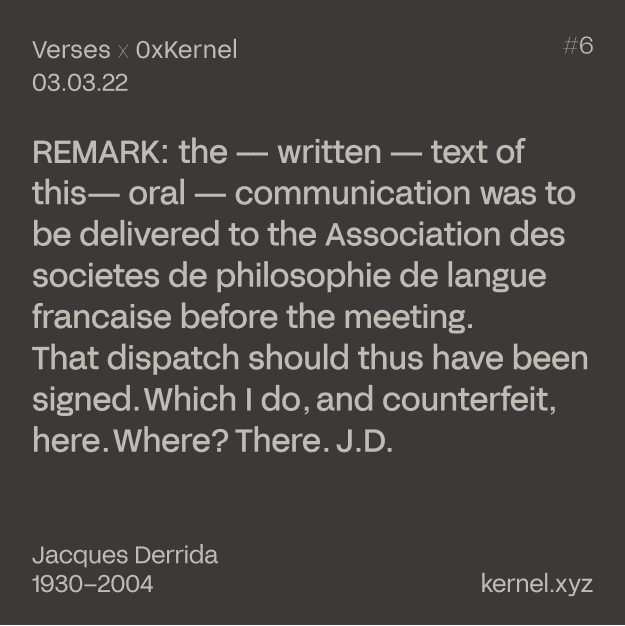 Verses x 0xKernel
#6
03.03.22
REMARK: the — written — text of
this— oral — communication was to
be delivered to the Association des
societes de philosophie de langue
francaise before the meeting.
That dispatch should thus have been
signed. Which I do, and counterfeit,
here. Where? There. J.D.
Jacques Derrida
1930–2004
kernel.xyz